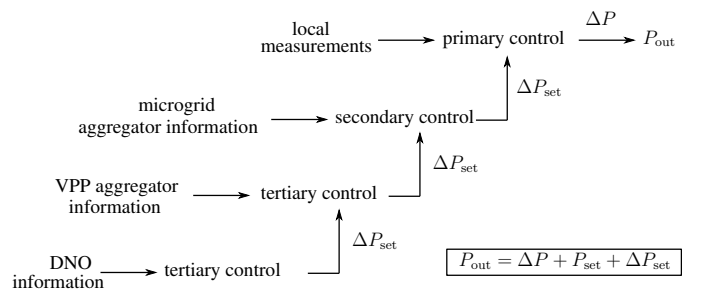 local
measurements
primary control
ΔP
P_out
ΔP_set
microgrid
aggregator information
secondary control
ΔP_set
VPP aggregator
information
tertiary control
ΔP_set
DNO
information
tertiary control
P_out = ΔP + P_set + ΔP_set